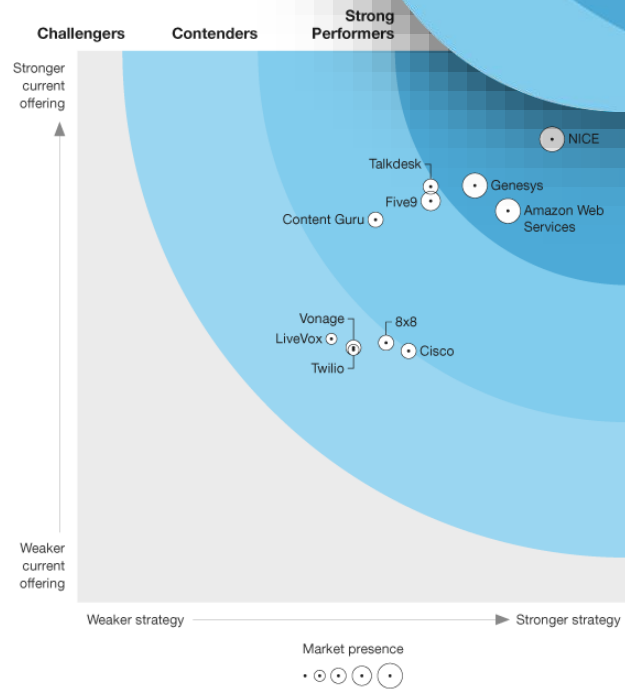 Strong
Challengers Contenders Performers
Stronger
current
offering
NICE
Talkdesk
Genesys
Five9
Amazon Web
Services
Content Guru
Vonage
8x8
LiveVox
Cisco
Twilio
Weaker
current
offering
Weaker strategy
Stronger strategy
Market presence